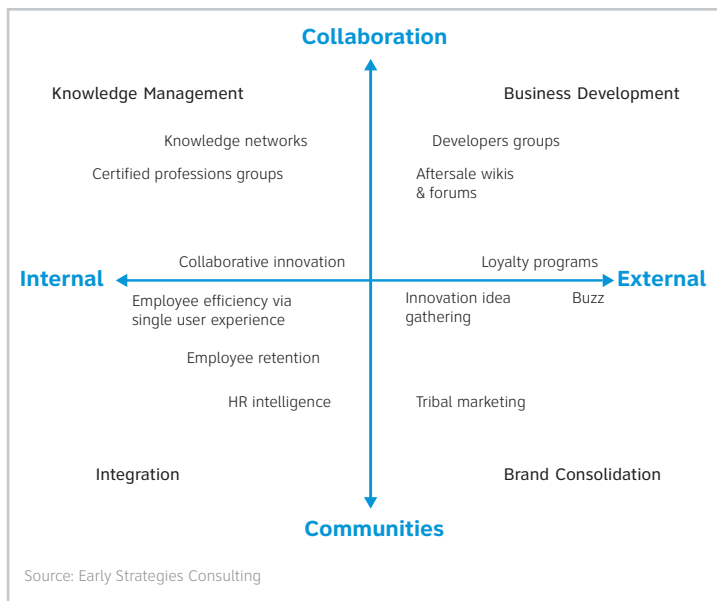 Collaboration
Knowledge Management
Business Development
Knowledge networks
Developers groups
Certified professions groups
Aftersale wikis
& forums
Collaborative innovation
Loyalty programs
Internal
External
Employee efficiency via
single user experience
Innovation idea
gathering
Buzz
Employee retention
HR intelligence
Tribal marketing
Integration
Brand Consolidation
Communities
Source: Early Strategies Consulting